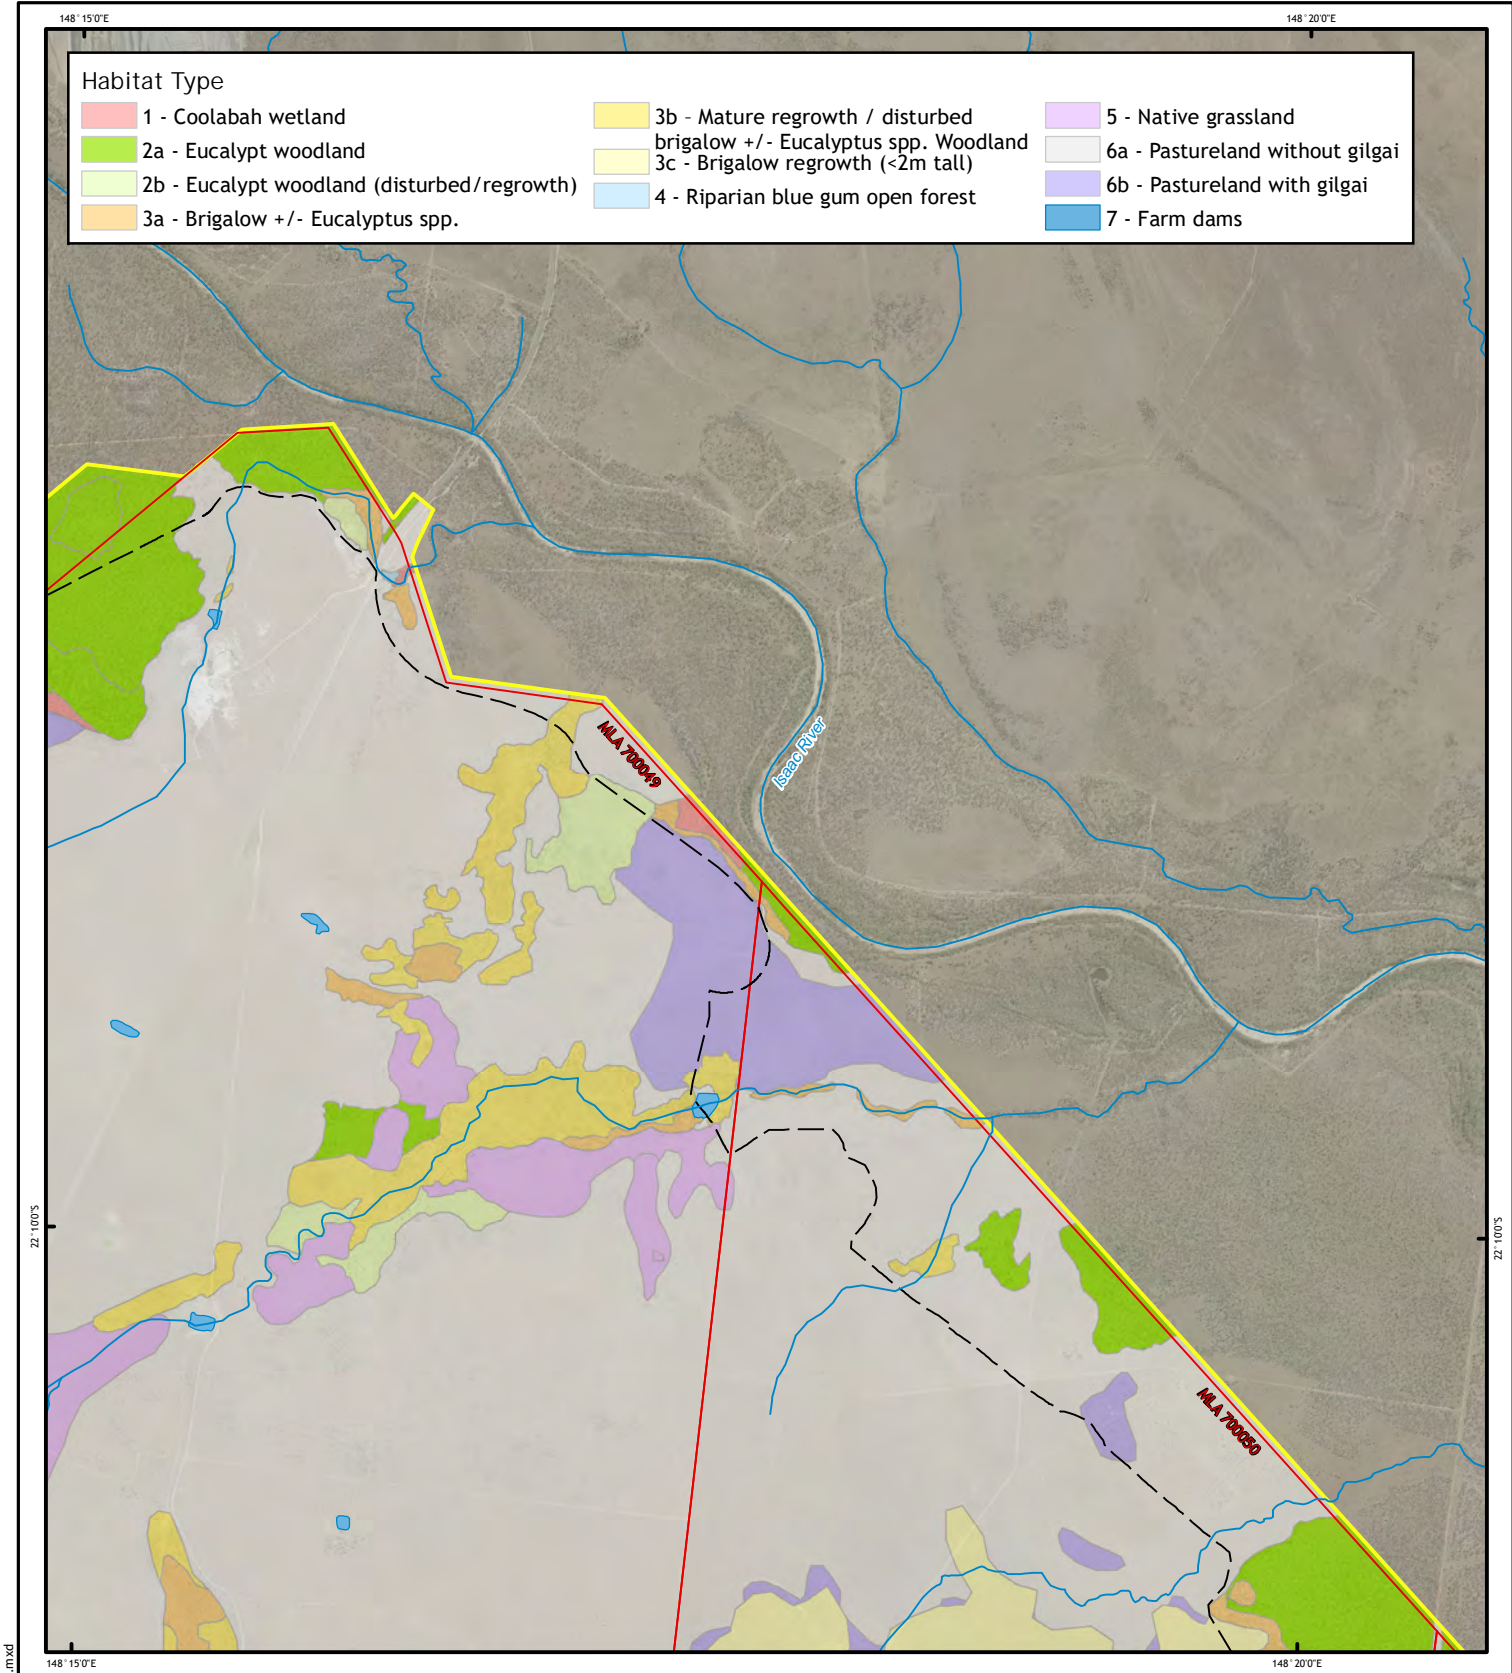 148°15'0"E
148°20'0"E
Habitat Type
1 - Coolabah wetland
2a - Eucalypt woodland
2b - Eucalypt woodland (disturbed/regrowth)
3a - Brigalow +/- Eucalyptus spp.
3b - Mature regrowth / disturbed
brigalow +/- Eucalyptus spp. Woodland
3c - Brigalow regrowth (<2m tall)
4 - Riparian blue gum open forest
5 - Native grassland
6a - Pastureland without gilgai
6b - Pastureland with gilgai
7 - Farm dams
MLA 700049
Isaac River
22°10'0"S
22°10'0"S
MLA 700050
.mxd
148°15'0"E
148°20'0"E